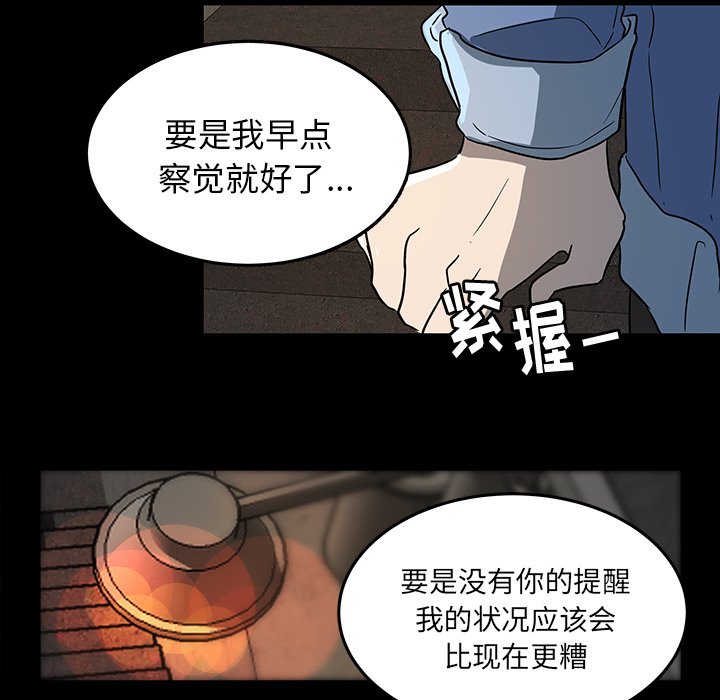 要是我早点
察觉就好了...
紧握一
要是没有你的提醒
我的状况应该会
比现在更糟